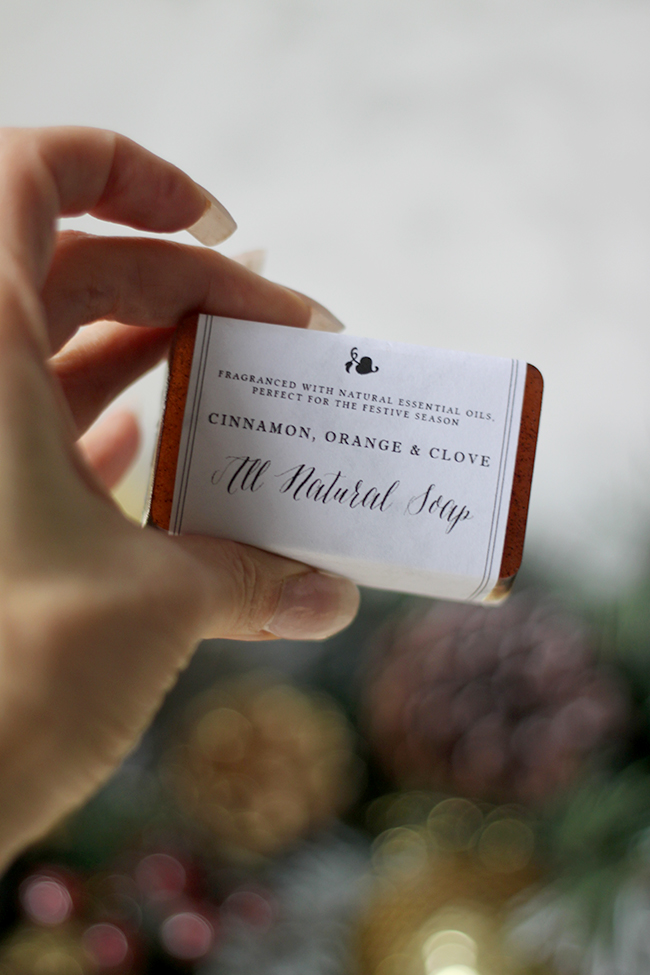 FRAGRANCED WITH NATURAL ESSENTIAL OILS.
PERFECT FOR THE FESTIVE SEASON
CINNAMON, ORANGE & CLOVE
All Natural Soap